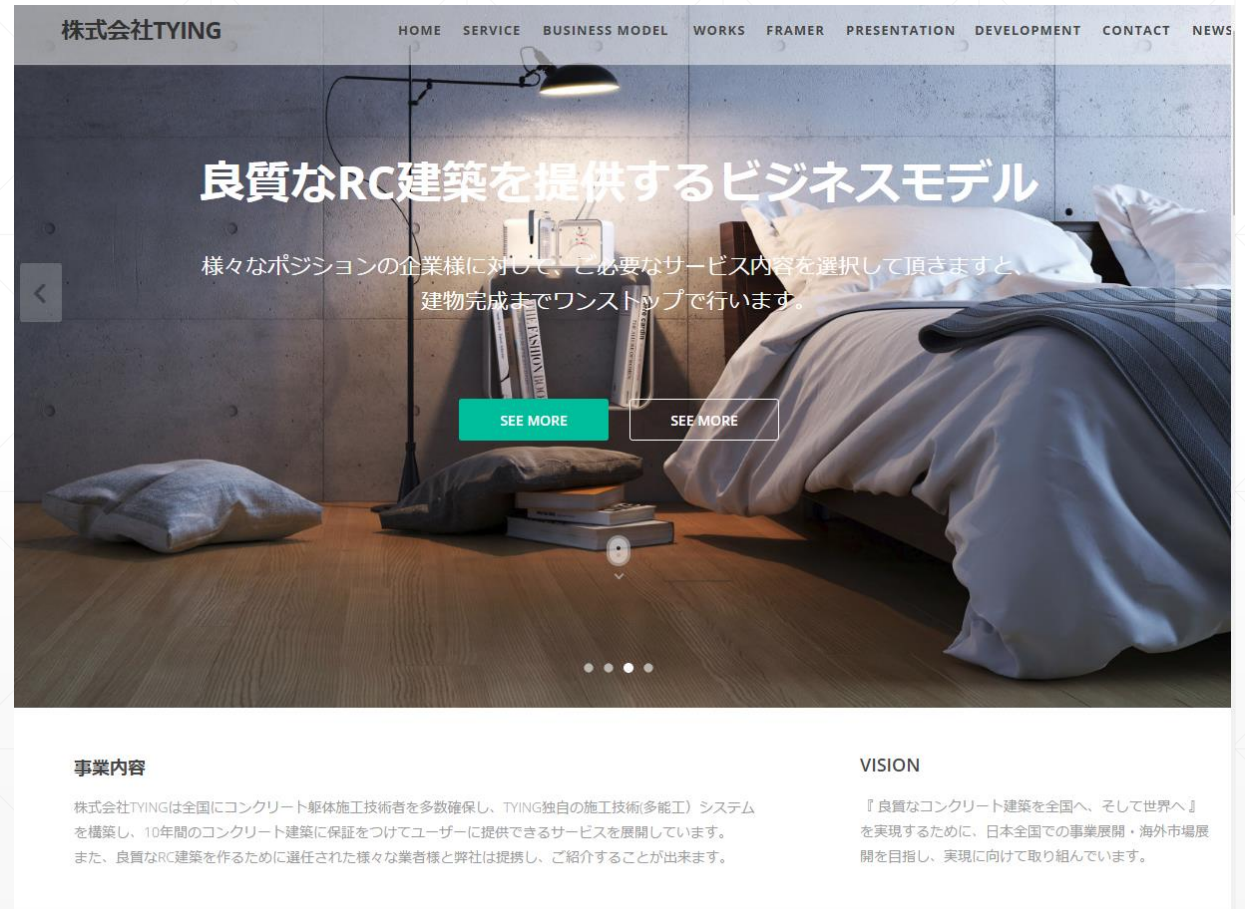 株式会社TYING
HOME SERVICE BUSINESS MODEL WORKS FRAMER PRESENTATION DEVELOPMENT CONTACT NEWS
良質なRC建築を提供するビジネスモデル
様々なポジションの企業様に対して、ご必要なサービス内容を選択して頂きますと、
建物完成までワンストップで行います。
THE FASHION BOOK
SEE MORE SEE MORE
事業内容
株式会社TYINGは全国にコンクリート躯体施工技術者を多数確保し、TYING独自の施工技術(多能工）システム
を構築し、10年間のコンクリート建築に保証をつけてユーザーに提供できるサービスを展開しています。
また、良質なRC建築を作るために選任された様々な業者様と弊社は提携し、ご紹介することが出来ます。
VISION
『 良質なコンクリート建築を全国へ、そして世界へ 』
を実現するために、日本全国での事業展開・海外市場展
開を目指し、実現に向けて取り組んでいます。